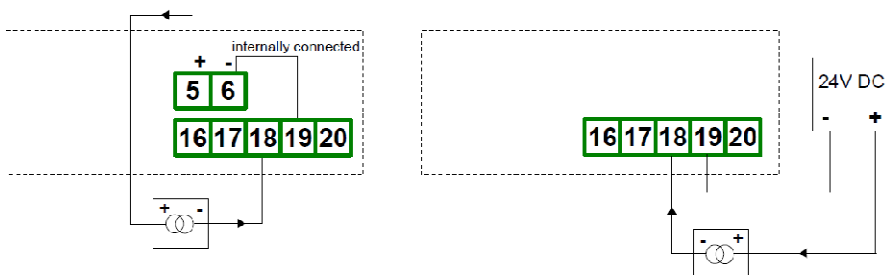 internally connected
+ -
5 6
16 17 18 19 20
+ -
24V DC
- +
16 17 18 19 20
- +